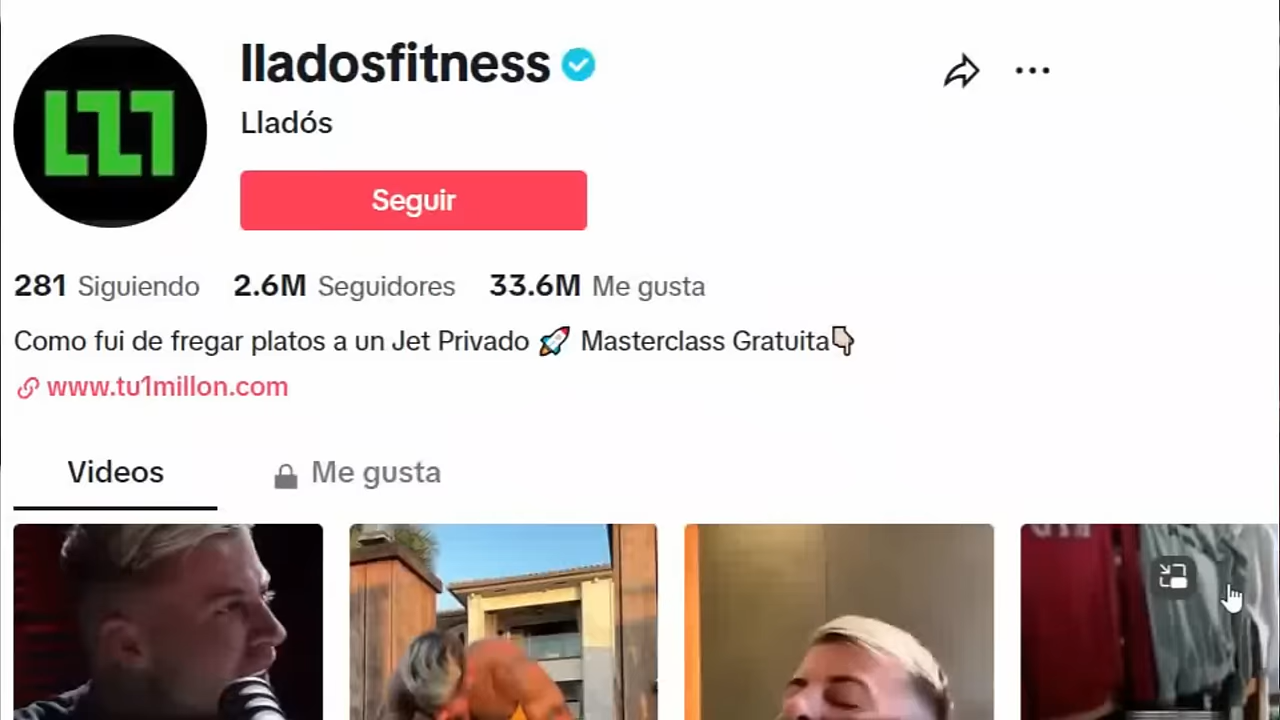 lladosfitness
Lladós
Seguir
281 Siguiendo 2.6M Seguidores 33.6M Me gusta
Como fui de fregar platos a un Jet Privado 🚀 Masterclass Gratuita👇🏻
www.tu1millon.com
Videos Me gusta